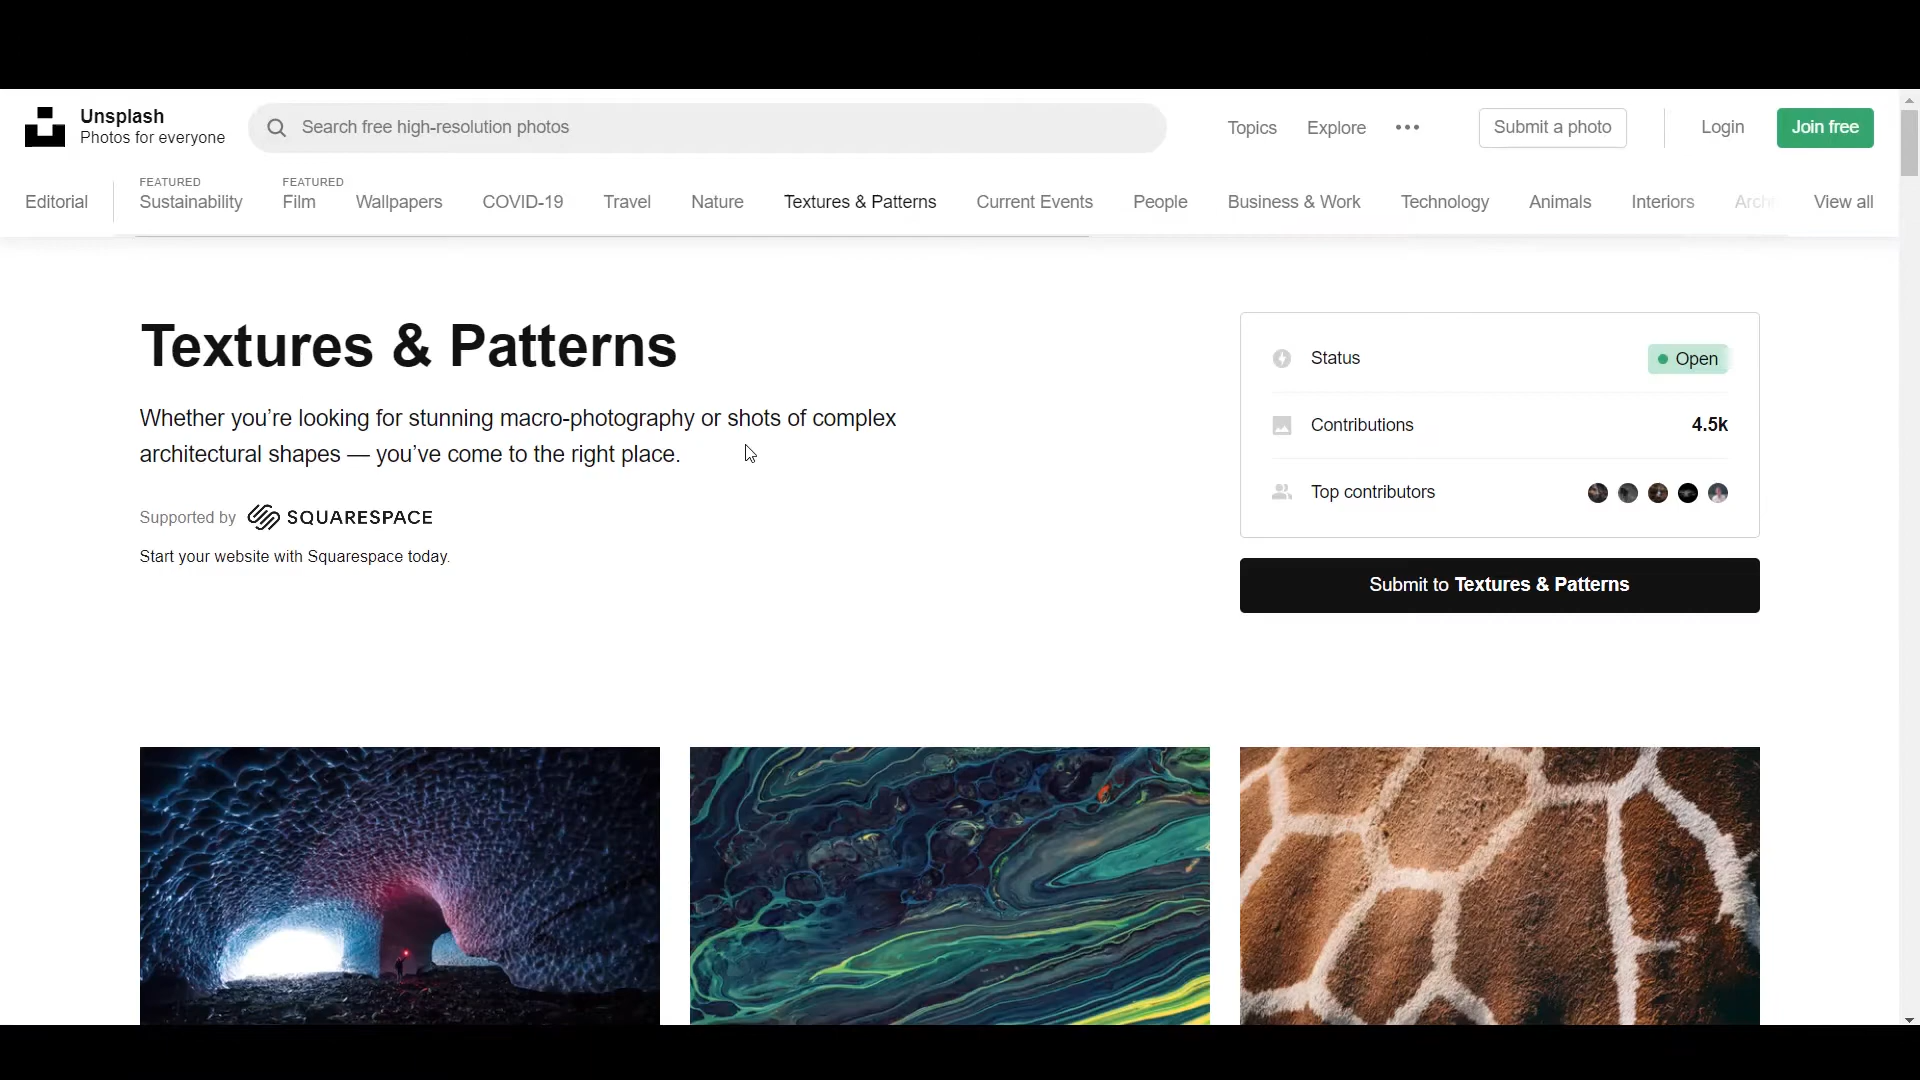 Unsplash
Photos for everyone
Search free high-resolution photos
Topics
Explore
Submit a photo
Login
Join free
Editorial
FEATURED
Sustainability
FEATURED
Film
Wallpapers
COVID-19
Travel
Nature
Textures & Patterns
Current Events
People
Business & Work
Technology
Animals
Interiors
View all
Textures & Patterns
Whether you’re looking for stunning macro-photography or shots of complex
architectural shapes — you’ve come to the right place.
Supported by SQUARESPACE
Start your website with Squarespace today.
Status
Open
Contributions
4.5k
Top contributors
Submit to Textures & Patterns